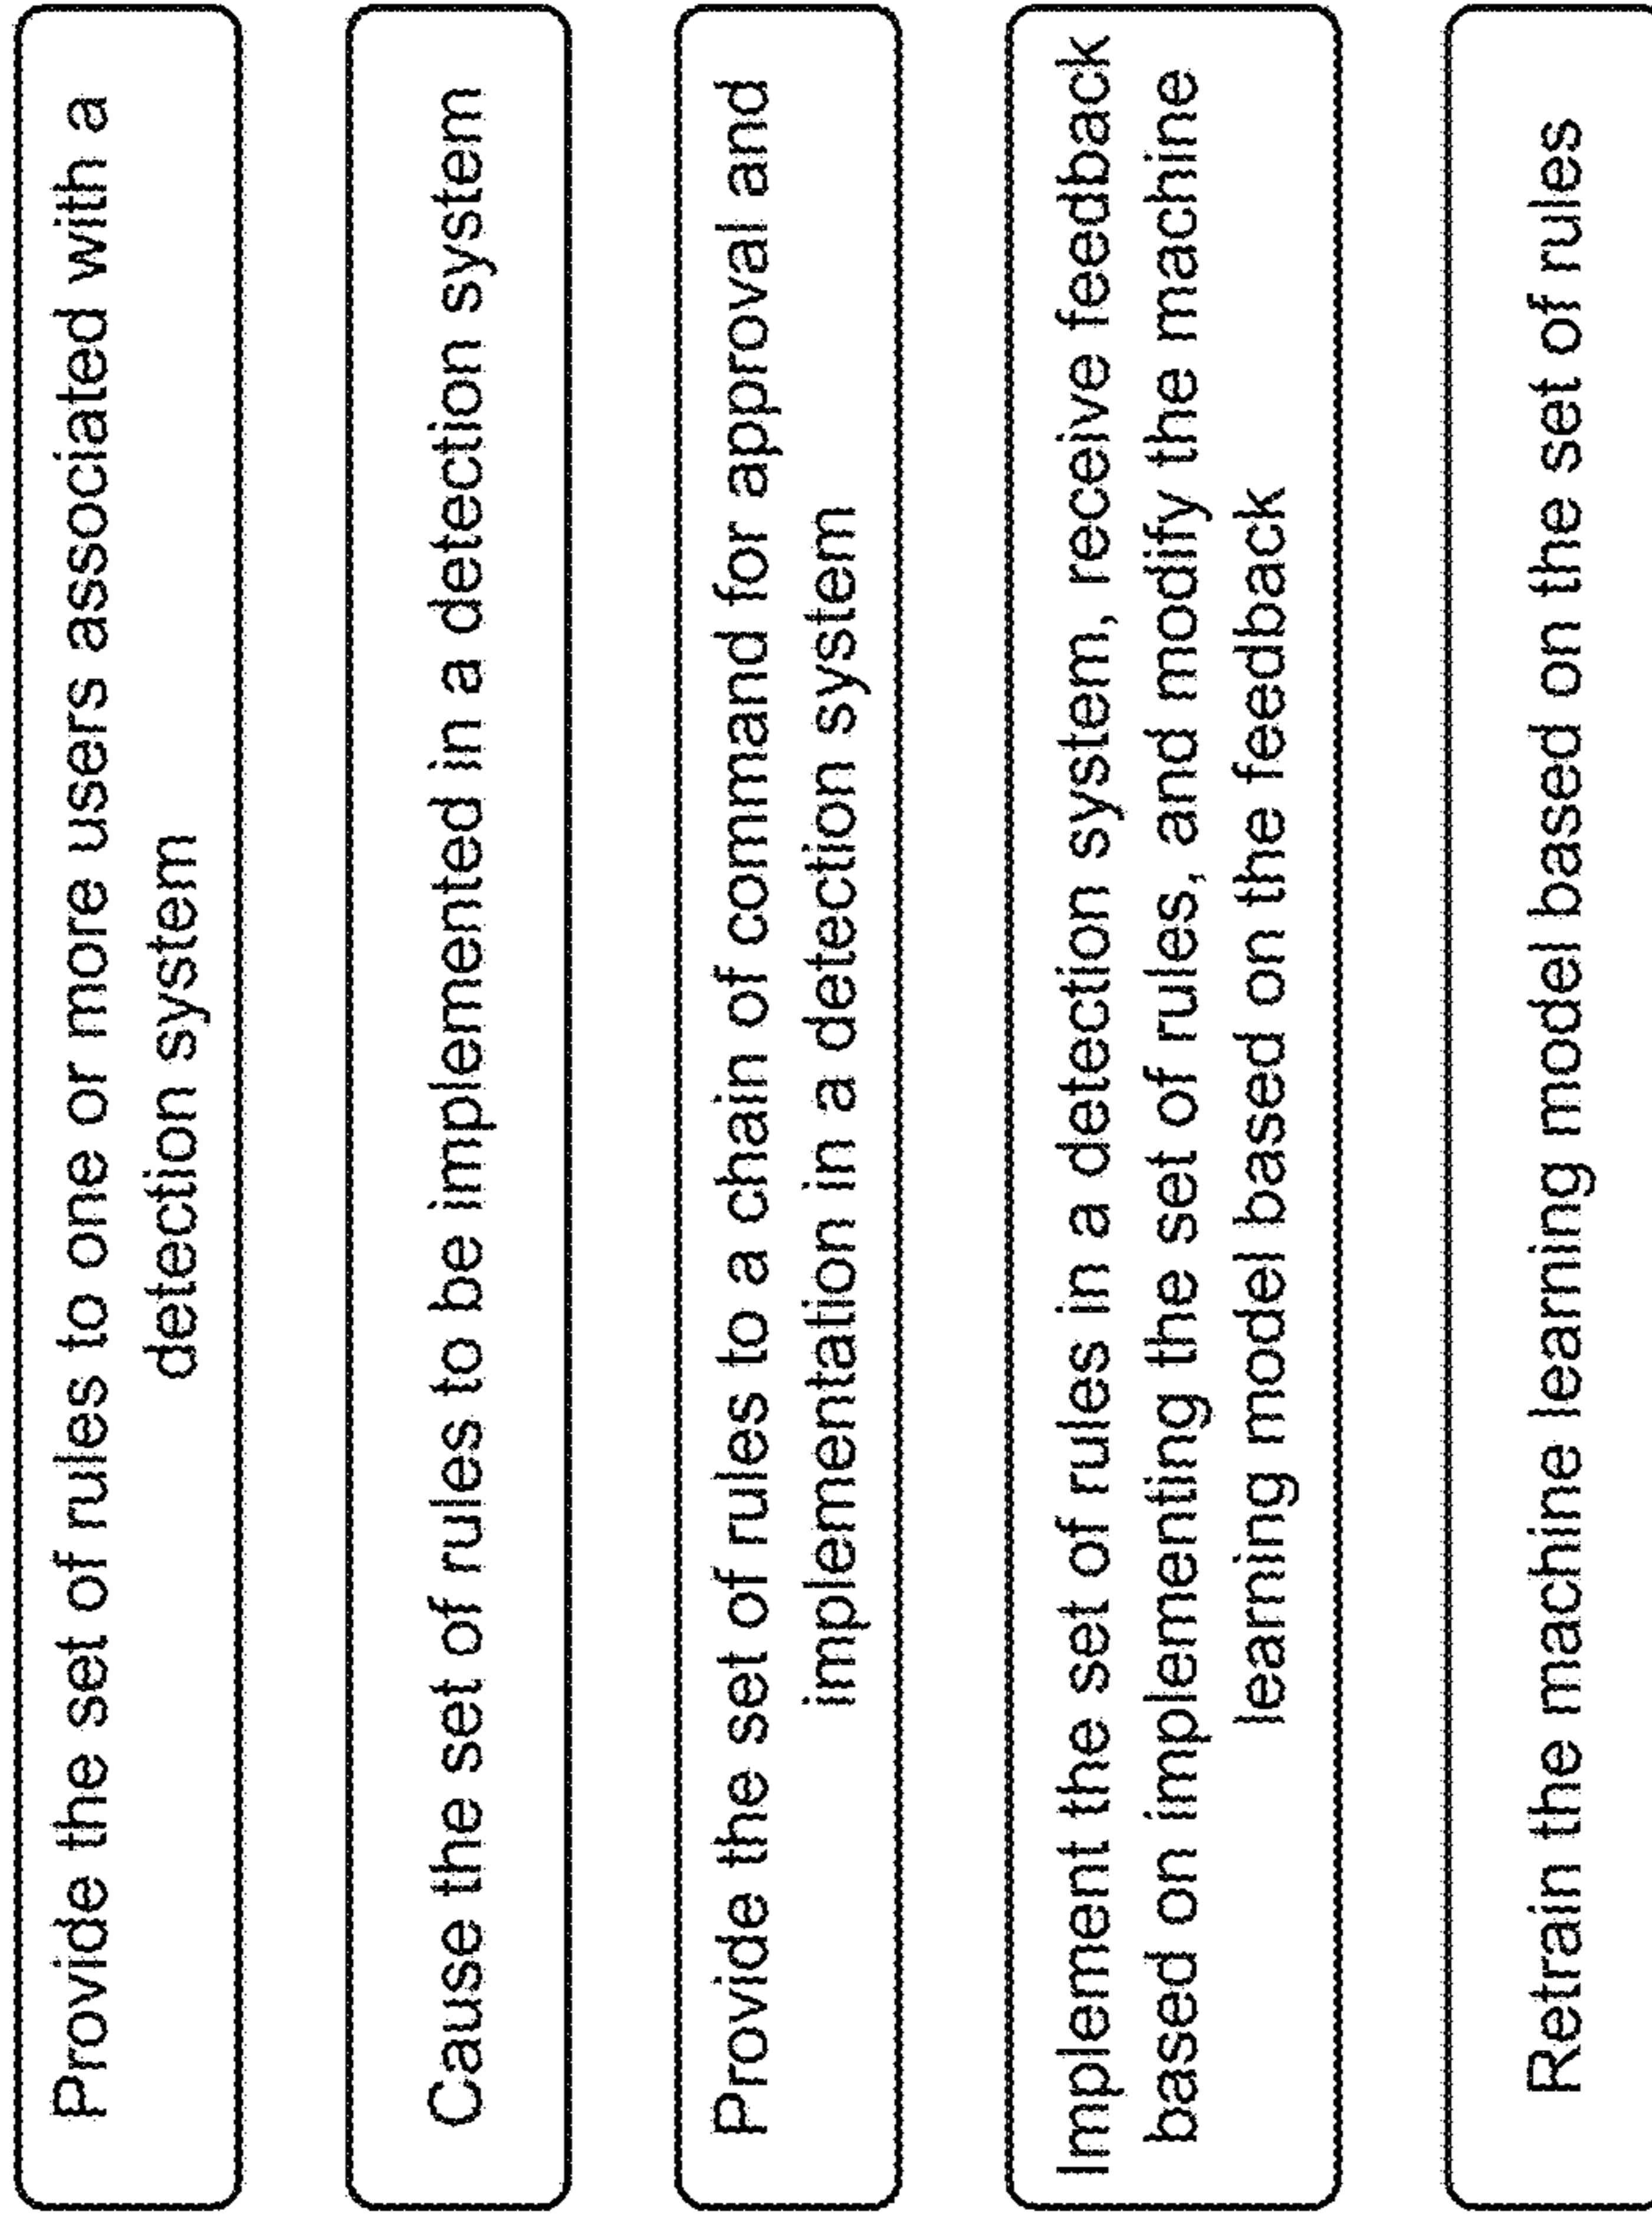 Provide the set of rules to one or more users associated with a
detection system
Cause the set of rules to be implemented in a detection system
Provide the set of rules to a chain of command for approval and
implementation in a detection system
Implement the set of rules in a detection system, receive feedback
based on implementing the set of rules, and modify the machine
learning model based on the feedback
Retrain the machine learning model based on the set of rules